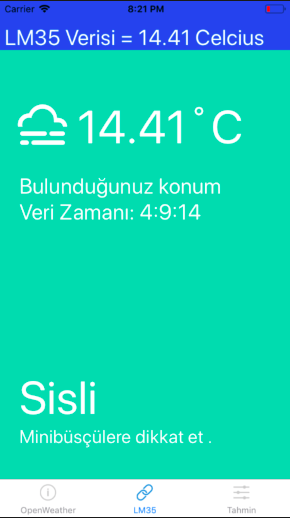 Carrier 8:21 PM
LM35 Verisi = 14.41 Celcius
14.41°C
Bulunduğunuz konum
Veri Zamanı: 4:9:14
Sisli
Minibüsçülere dikkat et .
OpenWeather LM35 Tahmin